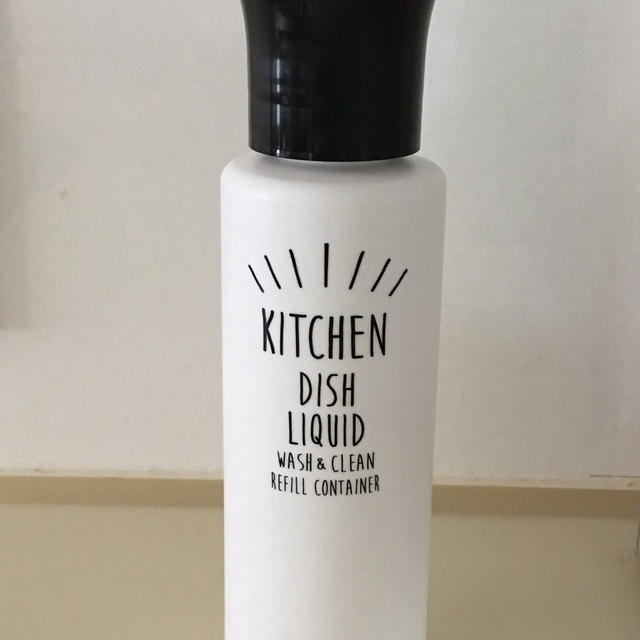 KITCHEN
DISH
LIQUID
WASH & CLEAN
REFILL CONTAINER